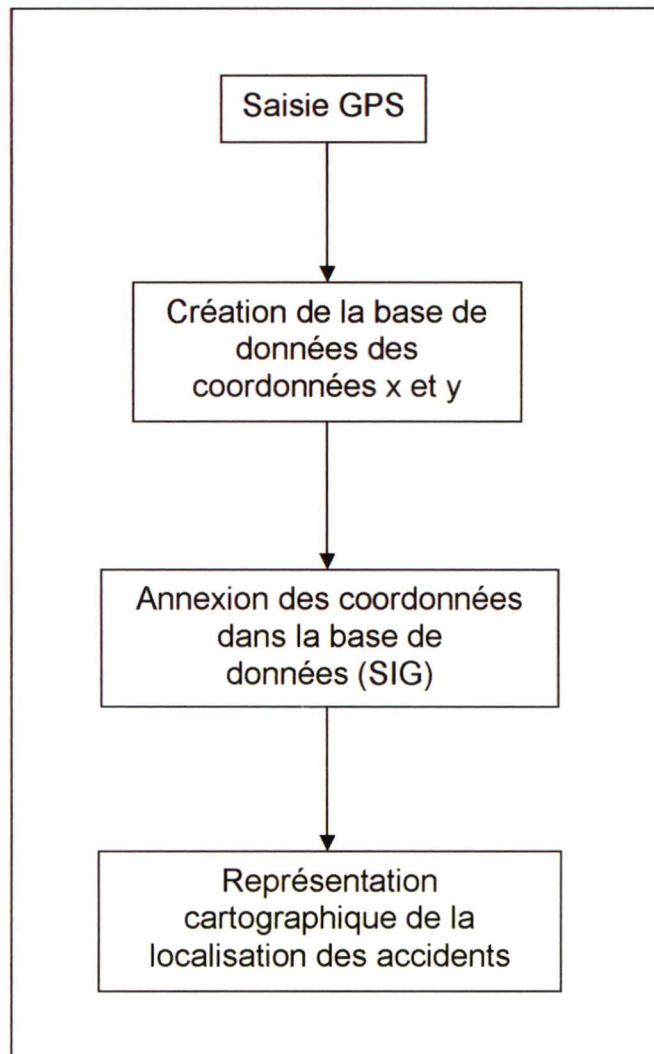 Saisie GPS
Création de la base de
données des
coordonnées x et y
Annexion des coordonnées
dans la base de
données (SIG)
Représentation
cartographique de la
localisation des accidents